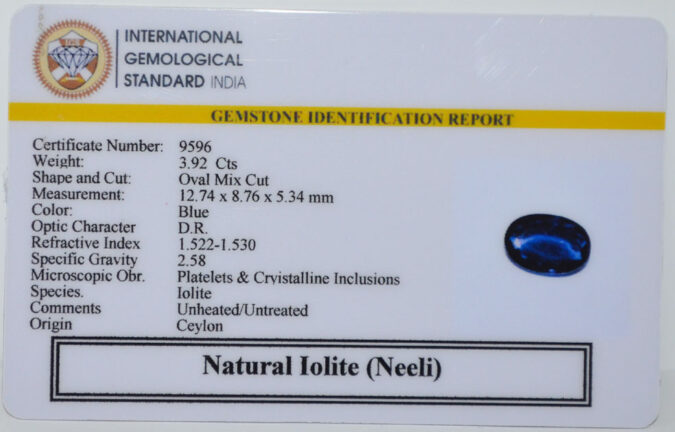 INTERNATIONAL
GEMOLOGICAL
STANDARD INDIA
GEMSTONE IDENTIFICATION REPORT
Certificate Number: 9596
Weight: 3.92 Cts
Shape and Cut: Oval Mix Cut
Measurement: 12.74 x 8.76 x 5.34 mm
Color: Blue
Optic Character D.R.
Refractive Index 1.522-1.530
Specific Gravity 2.58
Microscopic Obr. Platelets & Crvistalline Inclusions
Species. Iolite
Comments Unheated/Untreated
Origin Ceylon
Natural Iolite (Neeli)